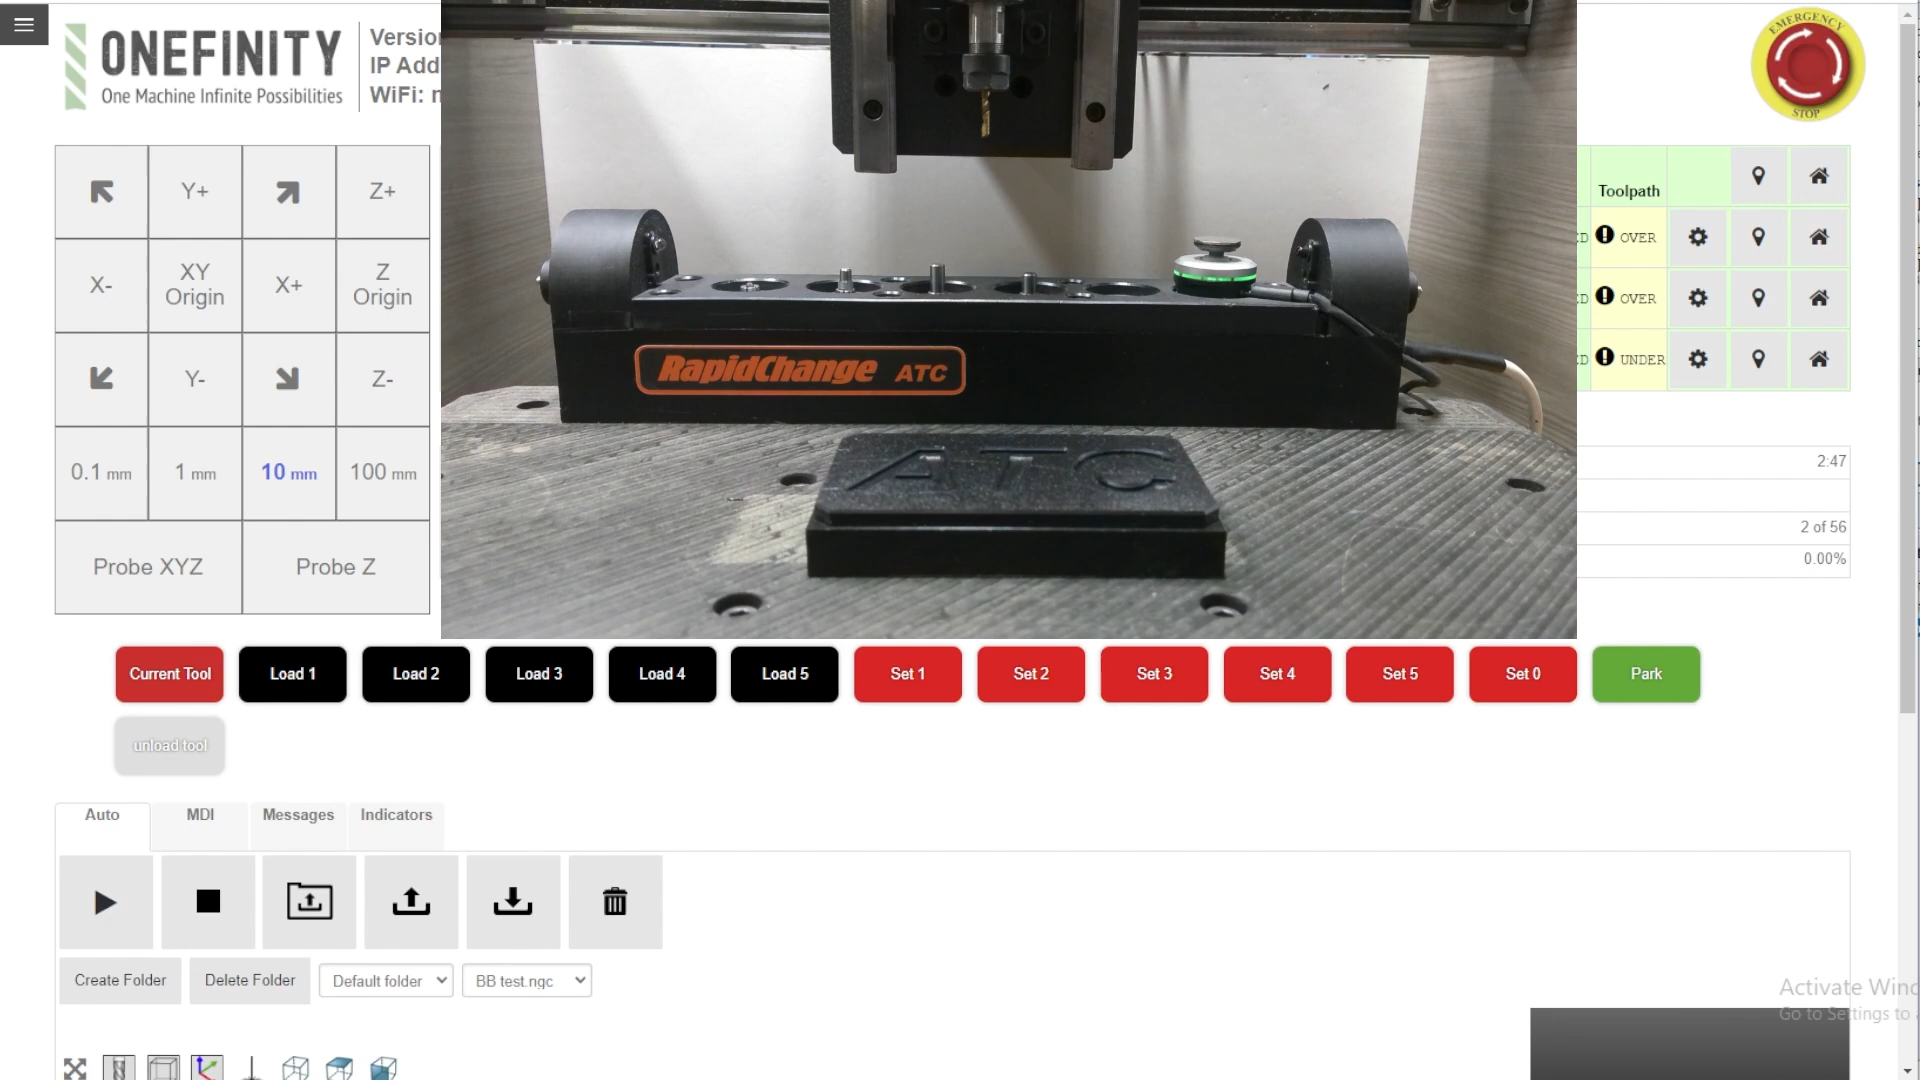 ONEFINITY
One Machine Infinite Possibilities
Version
IP Add
WiFi:
EMERGENCY
STOP
Y+
Z+
X-
XY Origin
X+
Z Origin
Y-
Z-
0.1 mm
1 mm
10 mm
100 mm
Probe XYZ
Probe Z
RapidChange ATC
ATC
Toolpath
ED OVER
ED OVER
ED UNDER
2:47
2 of 56
0.00%
Current Tool
Load 1
Load 2
Load 3
Load 4
Load 5
Set 1
Set 2
Set 3
Set 4
Set 5
Set 0
Park
unload tool
Auto
MDI
Messages
Indicators
Create Folder
Delete Folder
Default folder
BB test.ngc
Activate Wind
Go to Settings to a